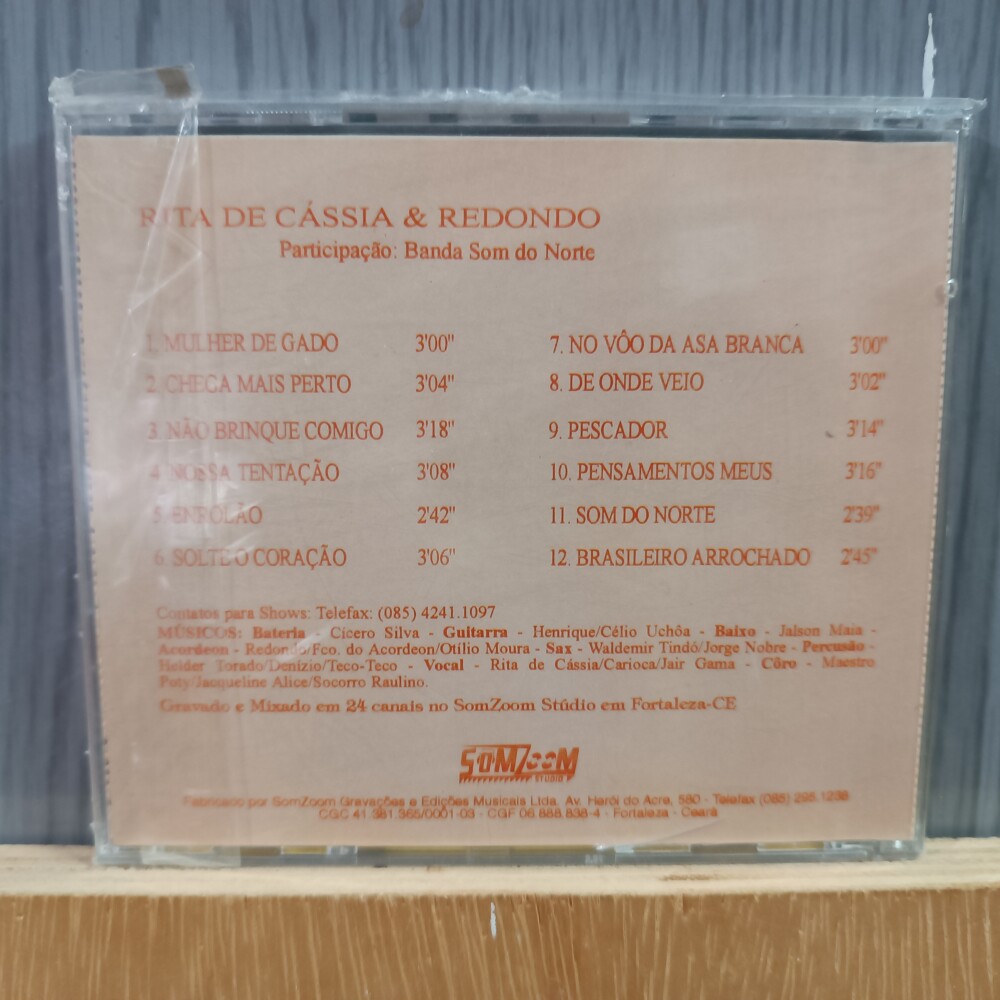 RITA DE CÁSSIA & REDONDO
Participação: Banda Som do Norte
1. MULHER DE GADO 3'00"
2. CHEGA MAIS PERTO 3'04"
3. NÃO BRINQUE COMIGO 3'18"
4. NOSSA TENTAÇÃO 3'08"
5. ENROLÃO 2'42"
6. SOLTE O CORAÇÃO 3'06"
7. NO VÔO DA ASA BRANCA 3'00"
8. DE ONDE VEIO 3'02"
9. PESCADOR 3'14"
10. PENSAMENTOS MEUS 3'16"
11. SOM DO NORTE 2'39"
12. BRASILEIRO ARROCHADO 2'45"
Contatos para Shows: Telefax: (085) 4241.1097
MÚSICOS: Bateria - Cícero Silva - Guitarra - Henrique/Célio Uchôa - Baixo - Jalson Maia -
Acordeon - Redondo/Fco. do Acordeon/Otílio Moura - Sax - Waldemir Tindó/Jorge Nobre - Percusão -
Helder Torado/Denízio/Teco-Teco - Vocal - Rita de Cássia/Carioca/Jair Gama - Côro - Maestro
Poty/Jacqueline Alice/Socorro Raulino.
Gravado e Mixado em 24 canais no SomZoom Stúdio em Fortaleza-CE
SOMZOOM
STUDIO
Fabricado por SomZoom Gravações e Edições Musicais Ltda. Av. Herói do Acre, 580 - Telefax (085) 295.1238
CGC 41.381.365/0001-03 - CGF 06.888.838-4 - Fortaleza - Ceará